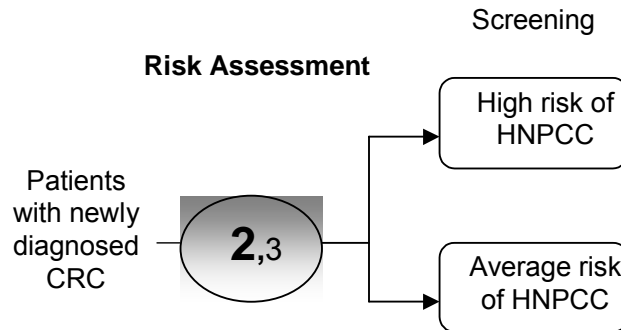 Screening
Risk Assessment
High risk of
HNPCC
Patients
with newly
diagnosed
CRC
2,3
Average risk
of HNPCC